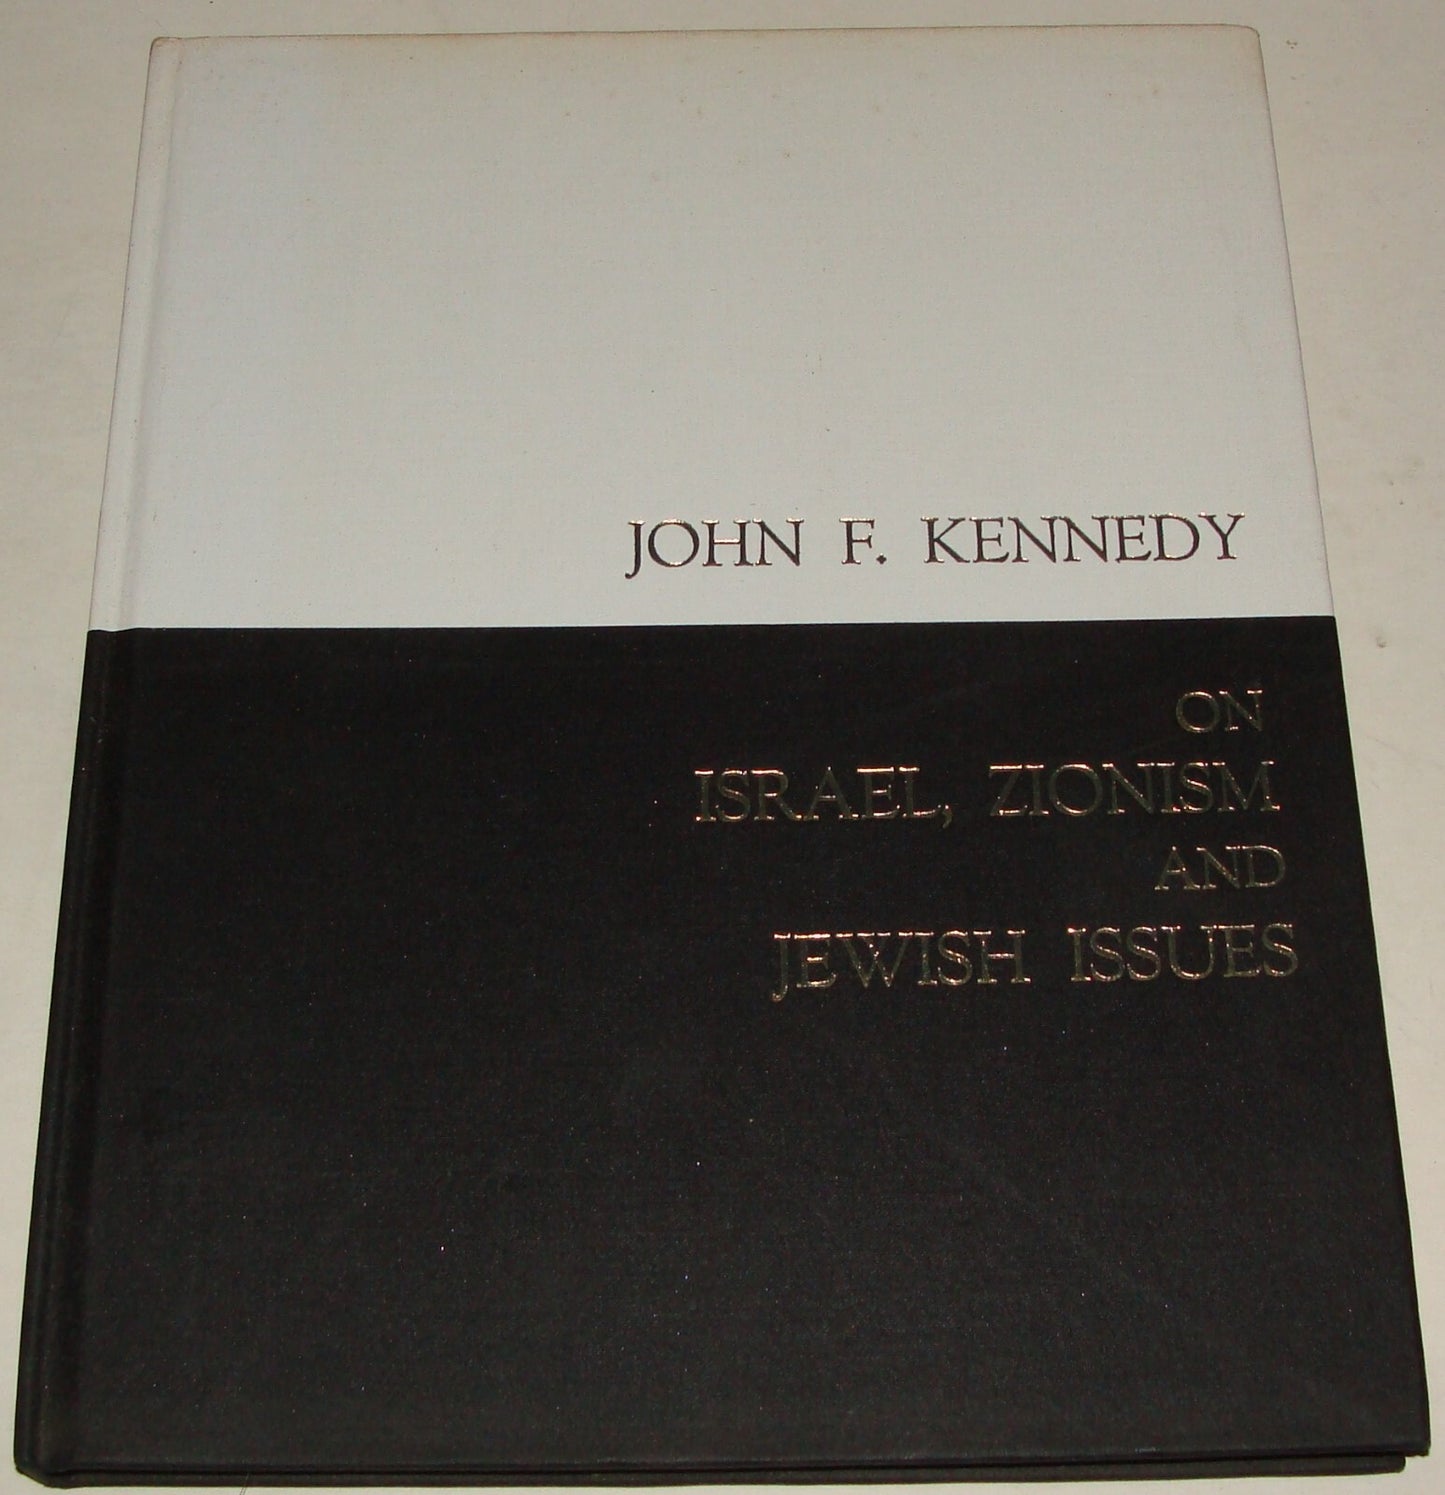 JOHN F. KENNEDY
ON
ISRAEL, ZIONISM
AND
JEWISH ISSUES